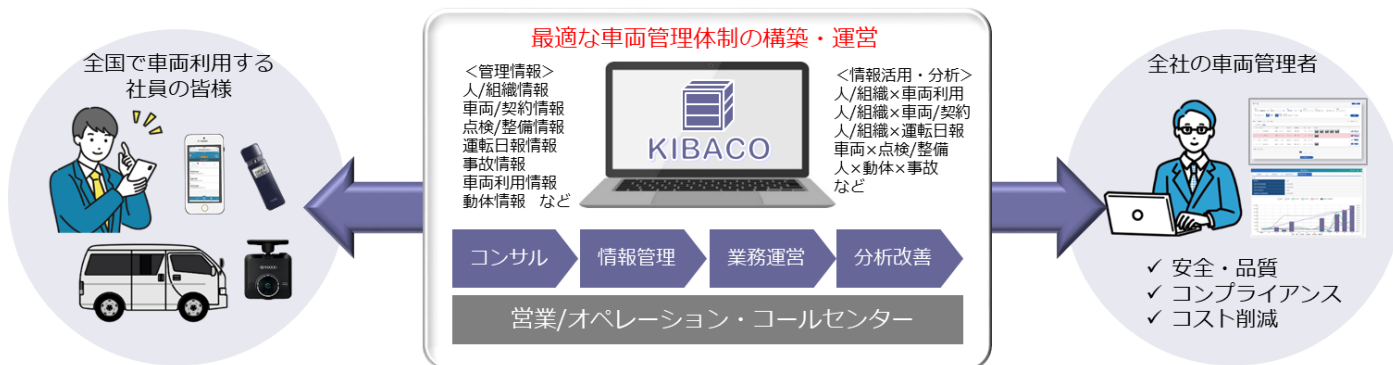 全国で車両利用する
社員の皆様
最適な車両管理体制の構築・運営
＜管理情報＞
人/組織情報
車両/契約情報
点検/整備情報
運転日報情報
事故情報
車両利用情報
動体情報　など
KIBACO
＜情報活用・分析＞
人/組織×車両利用
人/組織×車両/契約
人/組織×運転日報
車両×点検/整備
人×動体×事故
など
コンサル
情報管理
業務運営
分析改善
営業/オペレーション・コールセンター
全社の車両管理者
✓ 安全・品質
✓ コンプライアンス
✓ コスト削減